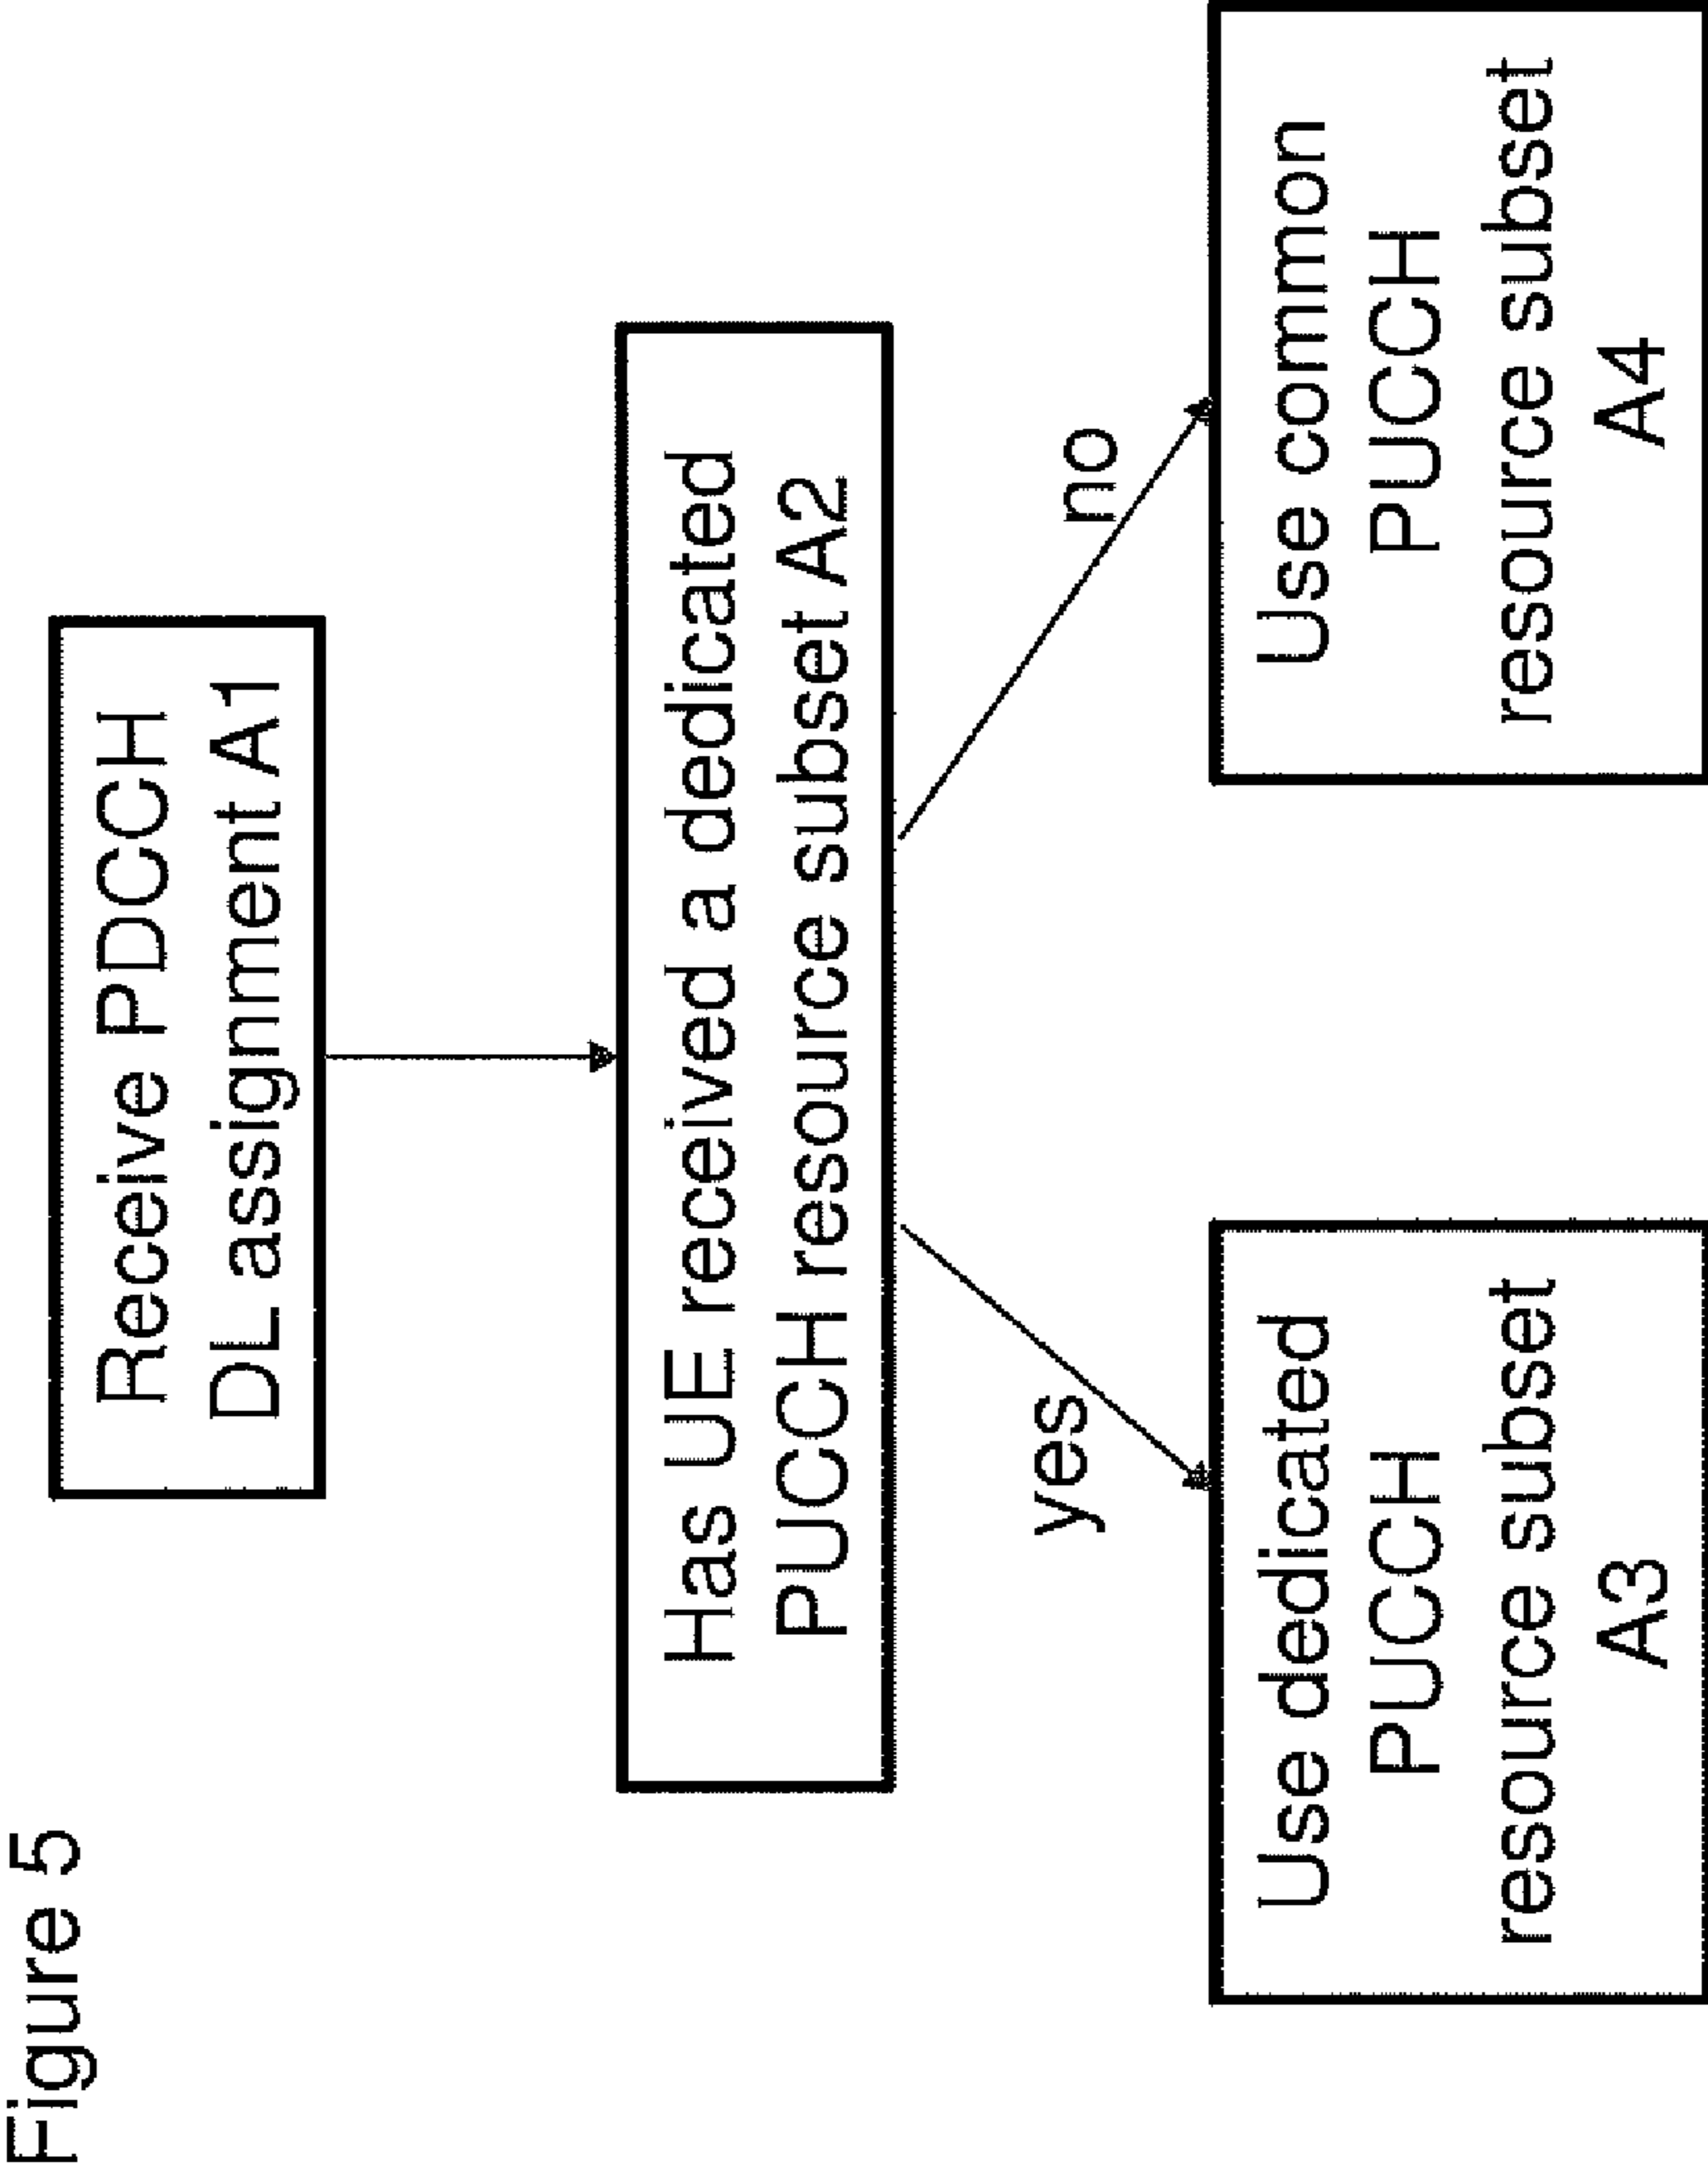 Figure 5
Receive PDCCH
DL assignment A1
Has UE received a dedicated
PUCCH resource subset A2
yes
no
Use dedicated
PUCCH
resource subset
A3
Use common
PUCCH
resource subset
A4